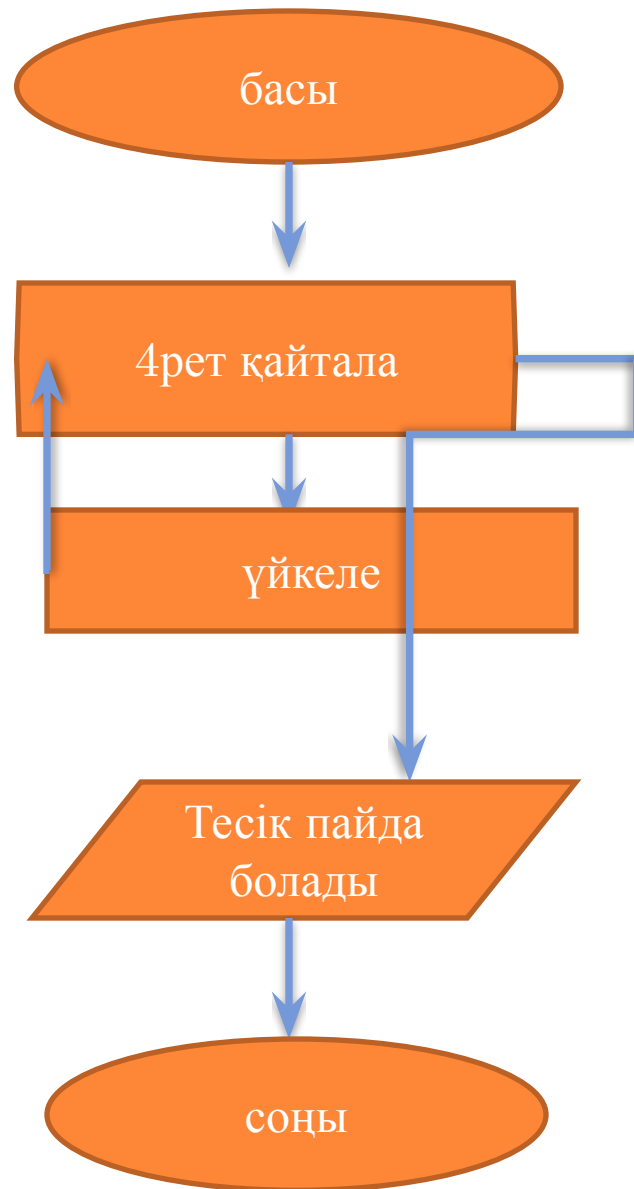 басы
4рет қайтала
үйкеле
Тесік пайда
болады
соңы